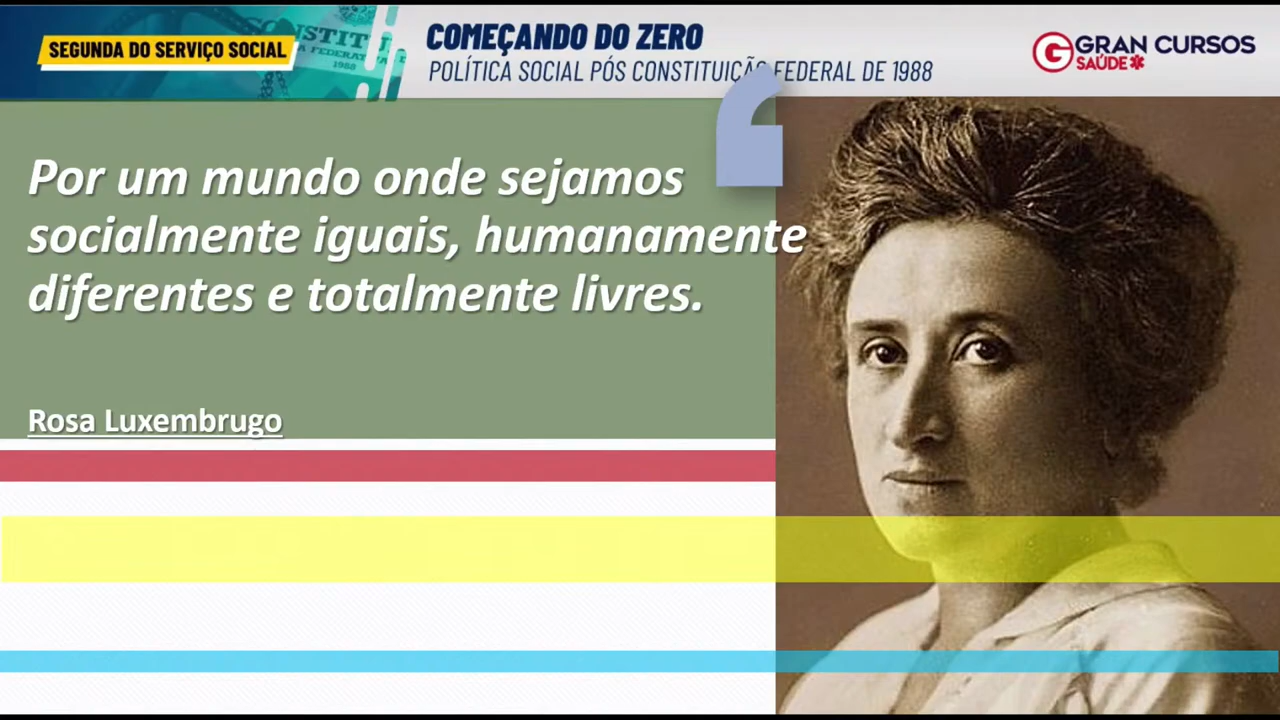 SEGUNDA DO SERVIÇO SOCIAL
COMEÇANDO DO ZERO
POLÍTICA SOCIAL PÓS CONSTITUIÇÃO FEDERAL DE 1988
GRAN CURSOS
SAÚDE
Por um mundo onde sejamos
socialmente iguais, humanamente
diferentes e totalmente livres.
Rosa Luxembrugo